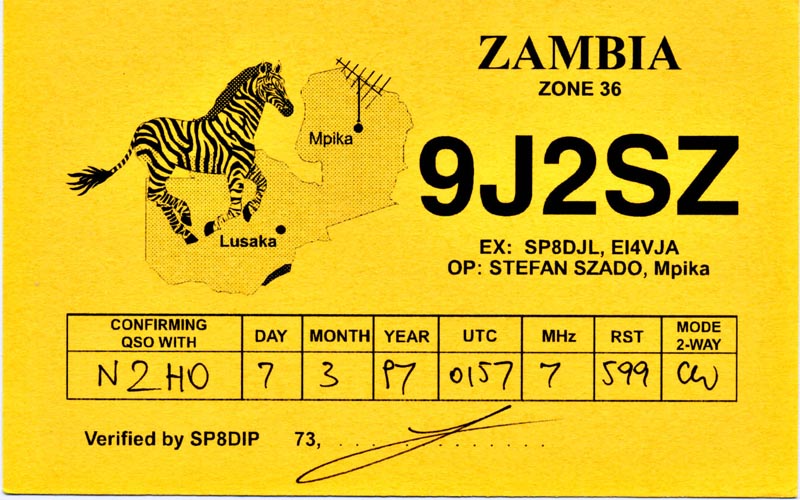 ZAMBIA
ZONE 36
Mpika
9J2SZ
Lusaka
EX: SP8DJL, EI4VJA
OP: STEFAN SZADO, Mpika
CONFIRMING QSO WITH DAY MONTH YEAR UTC MHz RST MODE 2-WAY
N2HO 7 3 97 0157 7 599 CW
Verified by SP8DIP 73, . . . . . . . . . . . . . . . .